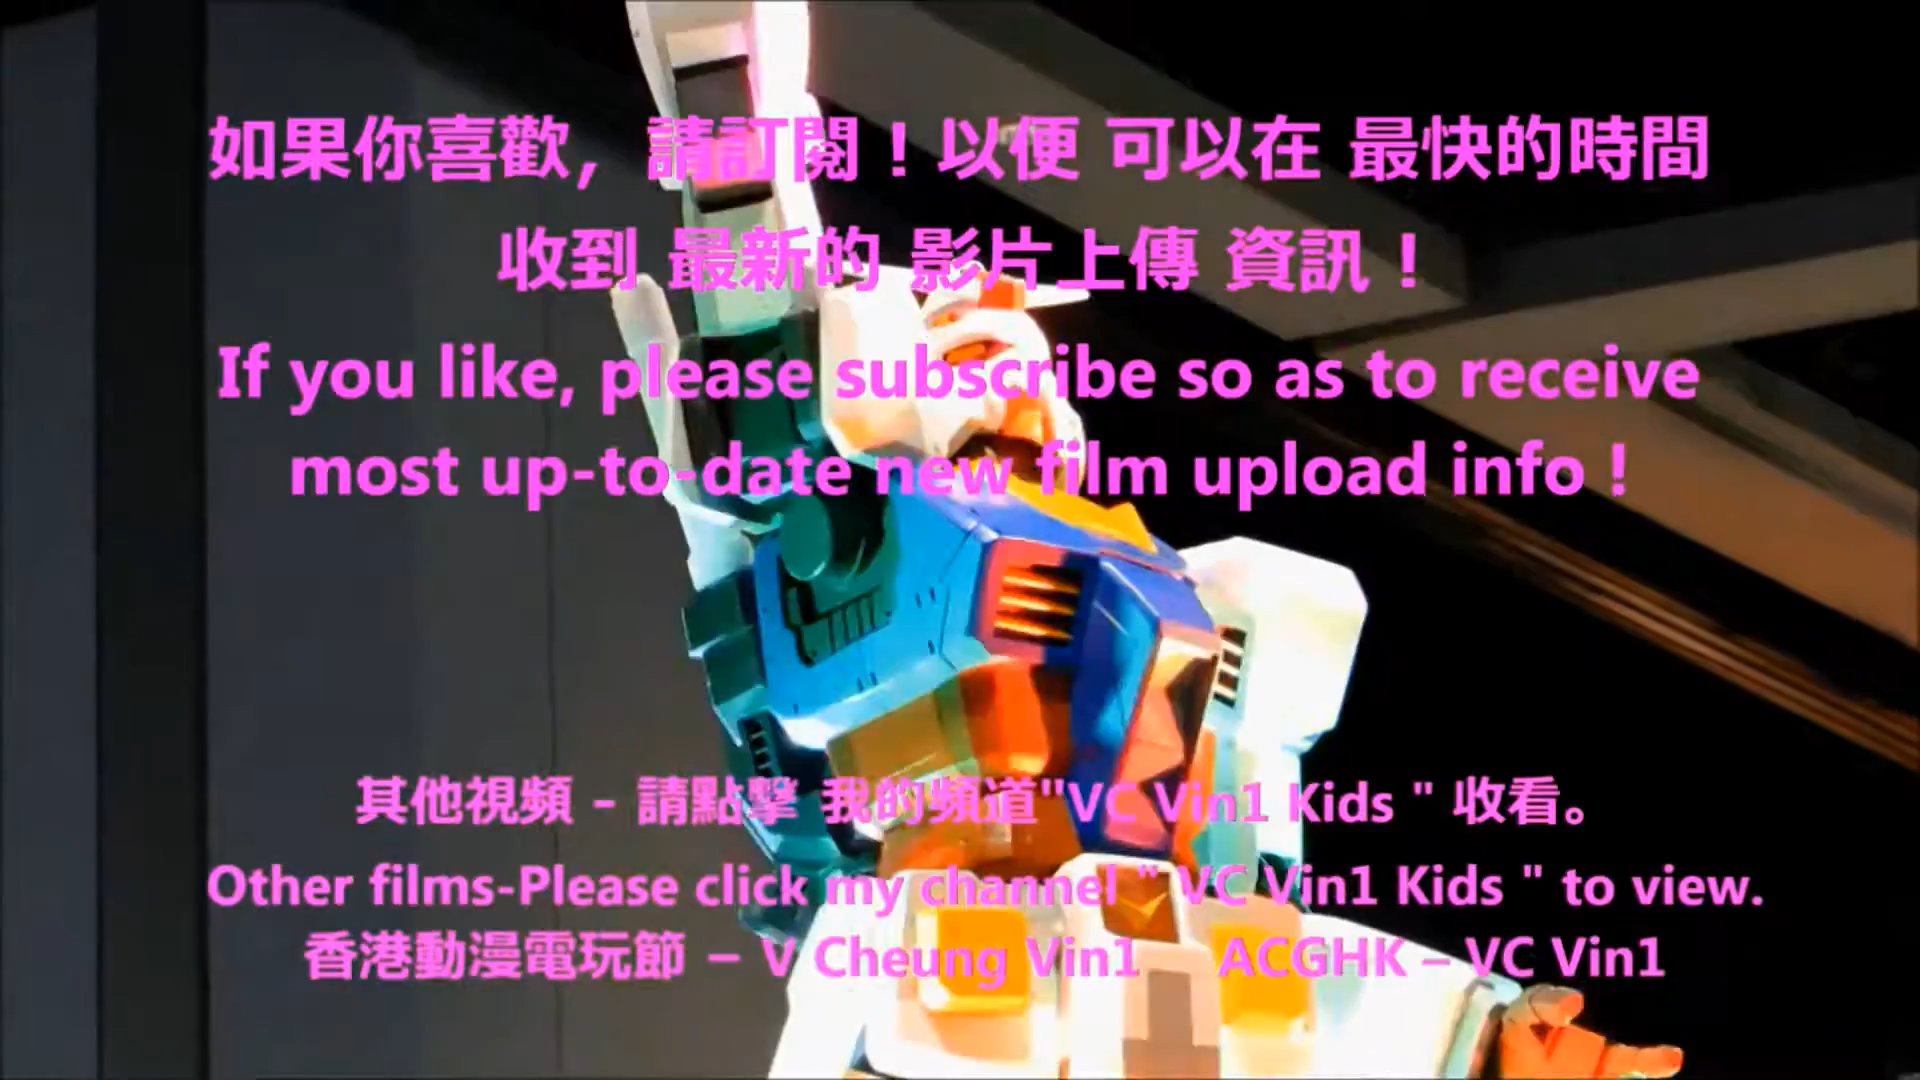 如果你喜歡，請訂閱！以便 可以在 最快的時間
收到 最新的 影片上傳 資訊！
If you like, please subscribe so as to receive
most up-to-date new film upload info !
其他視頻 - 請點擊 我的頻道"VC Vin1 Kids " 收看。
Other films-Please click my channel " VC Vin1 Kids " to view.
香港動漫電玩節 – V Cheung Vin1 ACGHK – VC Vin1